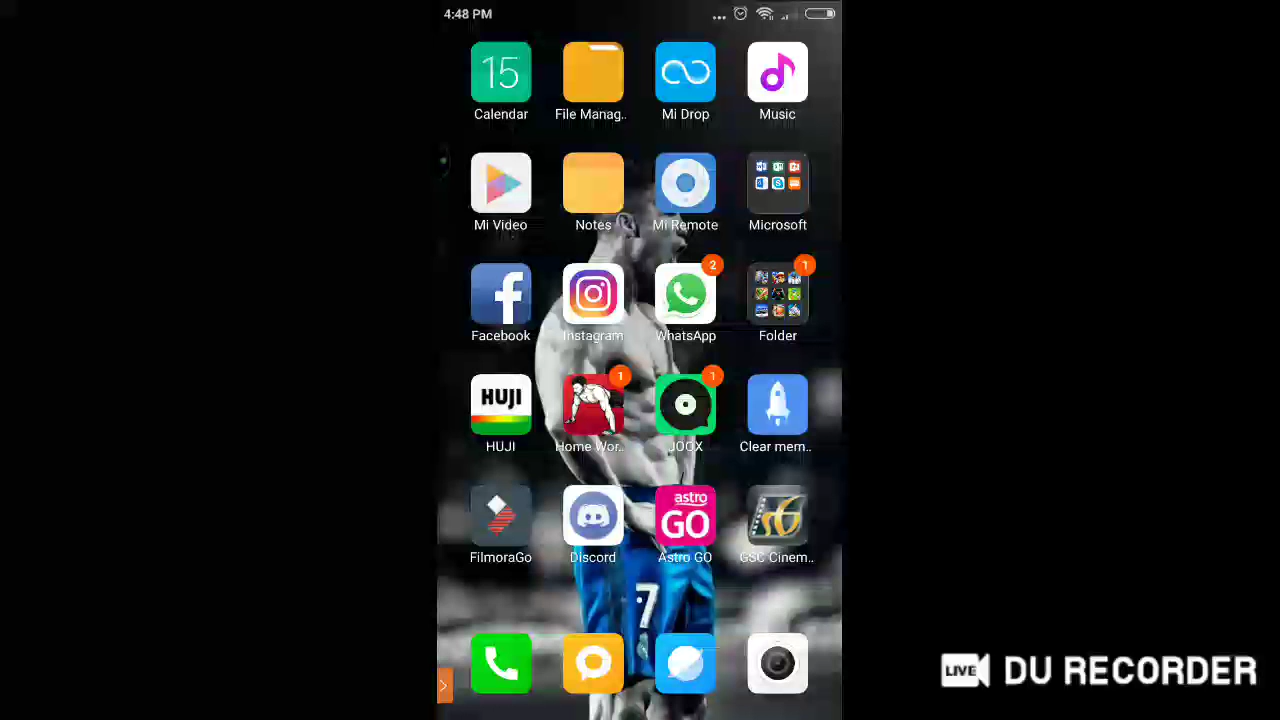 4:48 PM
15
Calendar
File Manag..
Mi Drop
Music
Mi Video
Notes
Mi Remote
Microsoft
2
1
Facebook
Instagram
WhatsApp
Folder
HUJI
1
1
HUJI
Home Wor..
JOOX
Clear mem..
astro
GO
FilmoraGo
Discord
Astro GO
GSC Cinem..
7
LIVE DU RECORDER